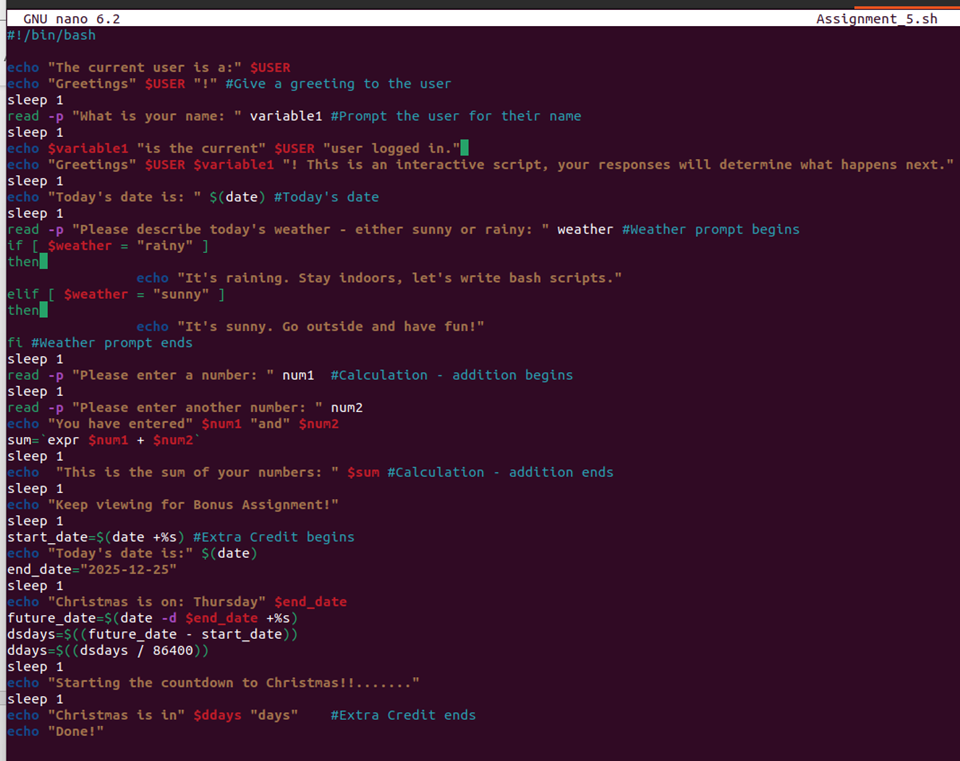 GNU nano 6.2 Assignment_5.sh
#!/bin/bash
echo "The current user is a:" $USER
echo "Greetings" $USER "!" #Give a greeting to the user
sleep 1
read -p "What is your name: " variable1 #Prompt the user for their name
sleep 1
echo $variable1 "is the current" $USER "user logged in."
echo "Greetings" $USER $variable1 "! This is an interactive script, your responses will determine what happens next."
sleep 1
echo "Today's date is: " $(date) #Today's date
sleep 1
read -p "Please describe today's weather - either sunny or rainy: " weather #Weather prompt begins
if [ $weather = "rainy" ]
then
echo "It's raining. Stay indoors, let's write bash scripts."
elif [ $weather = "sunny" ]
then
echo "It's sunny. Go outside and have fun!"
fi #Weather prompt ends
sleep 1
read -p "Please enter a number: " num1  #Calculation - addition begins
sleep 1
read -p "Please enter another number: " num2
echo "You have entered" $num1 "and" $num2
sum=`expr $num1 + $num2`
sleep 1
echo  "This is the sum of your numbers: " $sum #Calculation - addition ends
sleep 1
echo "Keep viewing for Bonus Assignment!"
sleep 1
start_date=$(date +%s) #Extra Credit begins
echo "Today's date is:" $(date)
end_date="2025-12-25"
sleep 1
echo "Christmas is on: Thursday" $end_date
future_date=$(date -d $end_date +%s)
dsdays=$((future_date - start_date))
ddays=$((dsdays / 86400))
sleep 1
echo "Starting the countdown to Christmas!!......."
sleep 1
echo "Christmas is in" $ddays "days"    #Extra Credit ends
echo "Done!"